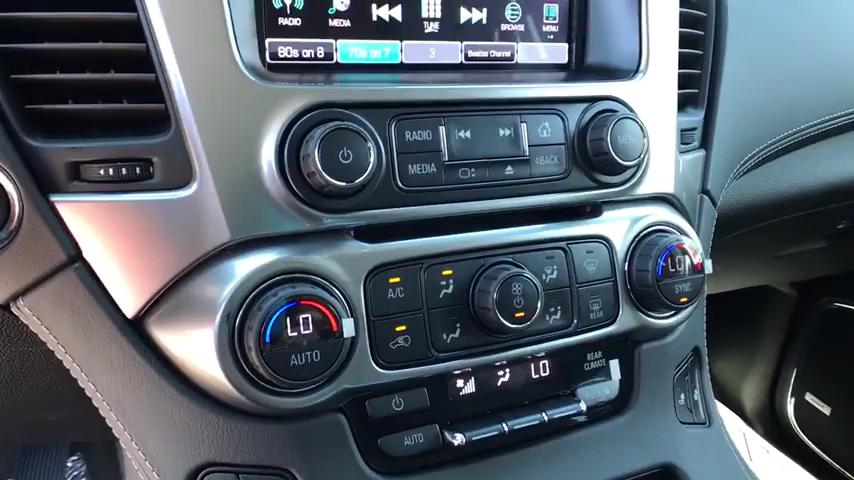 RADIO MEDIA TUNE BROWSE MENU
80s on 8 70s on 7 3 Beatles Channel
RADIO MENU
MEDIA BACK
A/C
LO LO
SYNC
AUTO REAR
LO REAR CLIMATE
AUTO